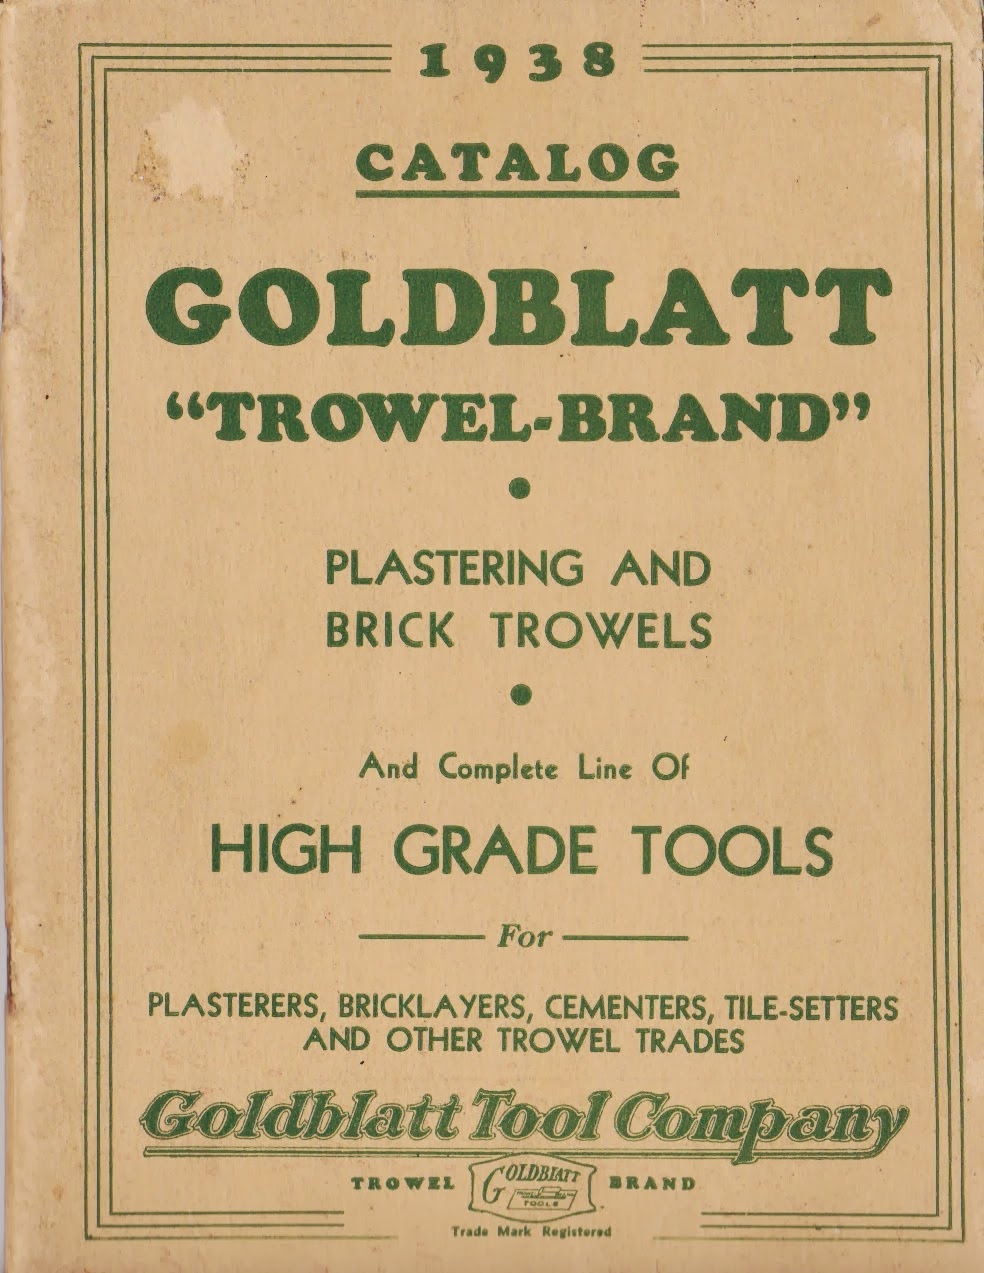 1938
CATALOG
GOLDBLATT
“TROWEL-BRAND”
PLASTERING AND
BRICK TROWELS
And Complete Line Of
HIGH GRADE TOOLS
For
PLASTERERS, BRICKLAYERS, CEMENTERS, TILE-SETTERS
AND OTHER TROWEL TRADES
Goldblatt Tool Company
TROWEL GOLDBLATT BRAND
TOOLS
Trade Mark Registered